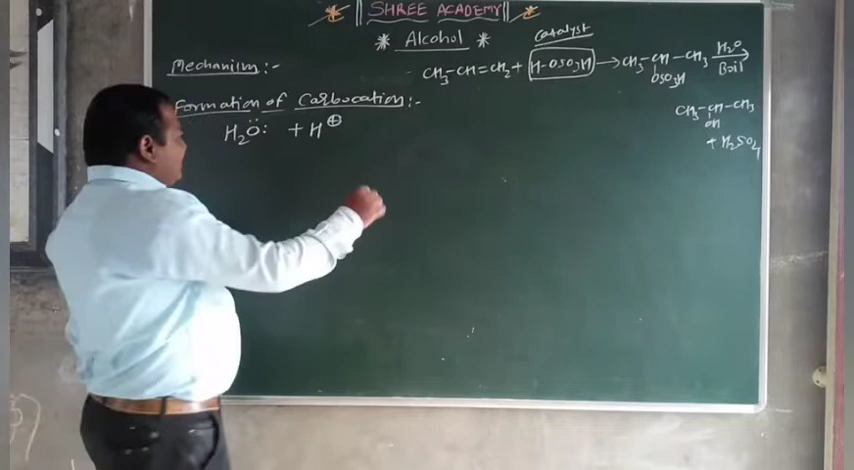 SHREE ACADEMY
* Alcohol *
Catalyst
Mechanism:-
CH3-CH=CH2 + H-OSO3H → CH3-CH-CH3 H2O
OSO3H Boil
Formation of Carbocation:-
CH3-CH-CH3
OH
H2Ö: + H⊕
+ H2SO4